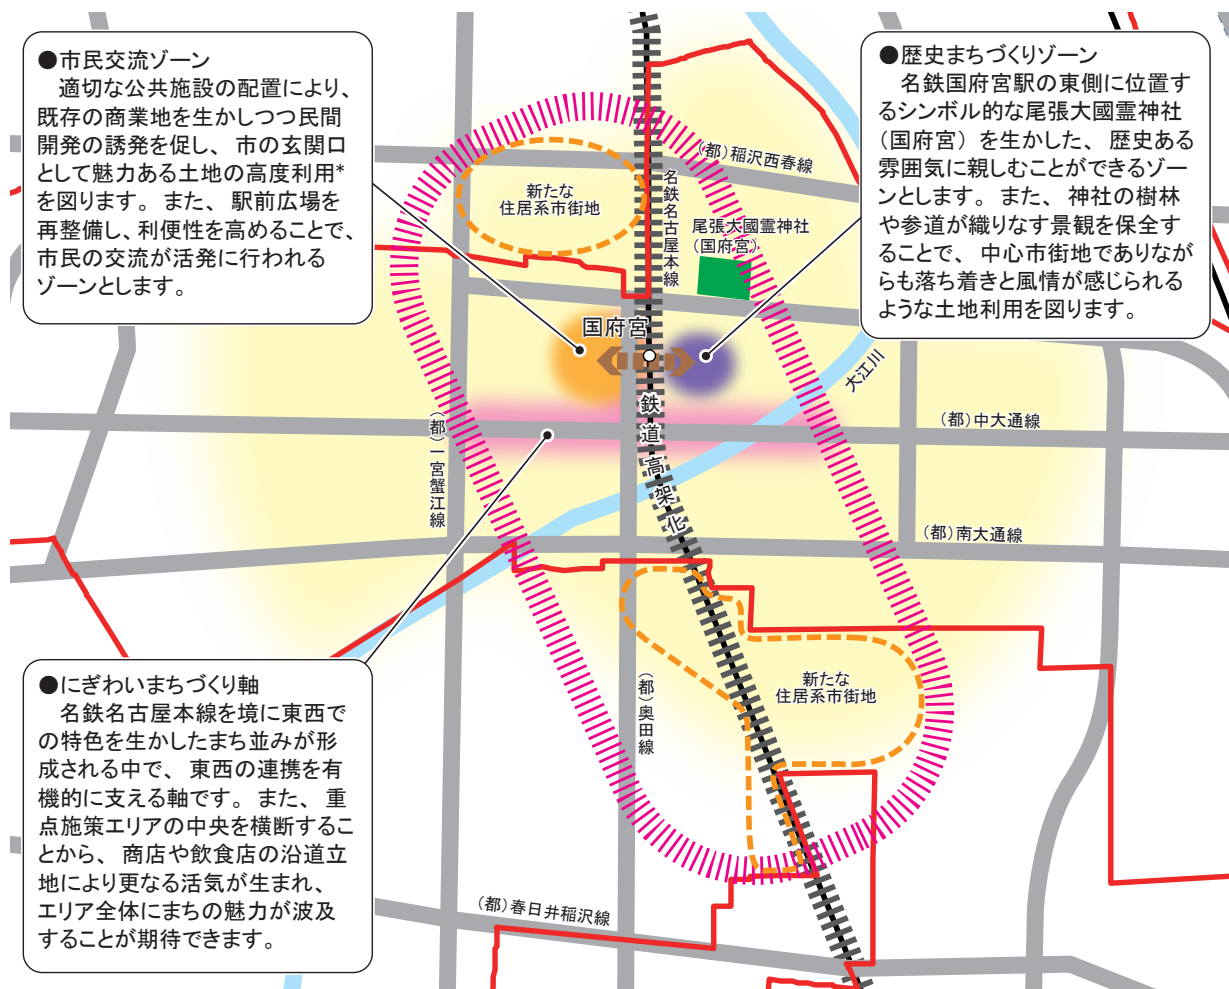 ●市民交流ゾーン
適切な公共施設の配置により、
既存の商業地を生かしつつ民間
開発の誘発を促し、市の玄関口
として魅力ある土地の高度利用*
を図ります。また、駅前広場を
再整備し、利便性を高めることで、
市民の交流が活発に行われる
ゾーンとします。
●歴史まちづくりゾーン
名鉄国府宮駅の東側に位置す
るシンボル的な尾張大國霊神社
（国府宮）を生かした、歴史ある
雰囲気に親しむことができるゾー
ンとします。また、神社の樹林
や参道が織りなす景観を保全す
ることで、中心市街地でありなが
らも落ち着きと風情が感じられる
ような土地利用を図ります。
(都)稲沢西春線
新たな
住居系市街地
名鉄名古屋本線
尾張大國霊神社
（国府宮）
国府宮
大江川
鉄道高架化
(都)一宮蟹江線
(都)中大通線
(都)南大通線
●にぎわいまちづくり軸
名鉄名古屋本線を境に東西で
の特色を生かしたまち並みが形
成される中で、東西の連携を有
機的に支える軸です。また、重
点施策エリアの中央を横断するこ
とから、商店や飲食店の沿道立
地により更なる活気が生まれ、
エリア全体にまちの魅力が波及
することが期待できます。
(都)奥田線
新たな
住居系市街地
(都)春日井稲沢線